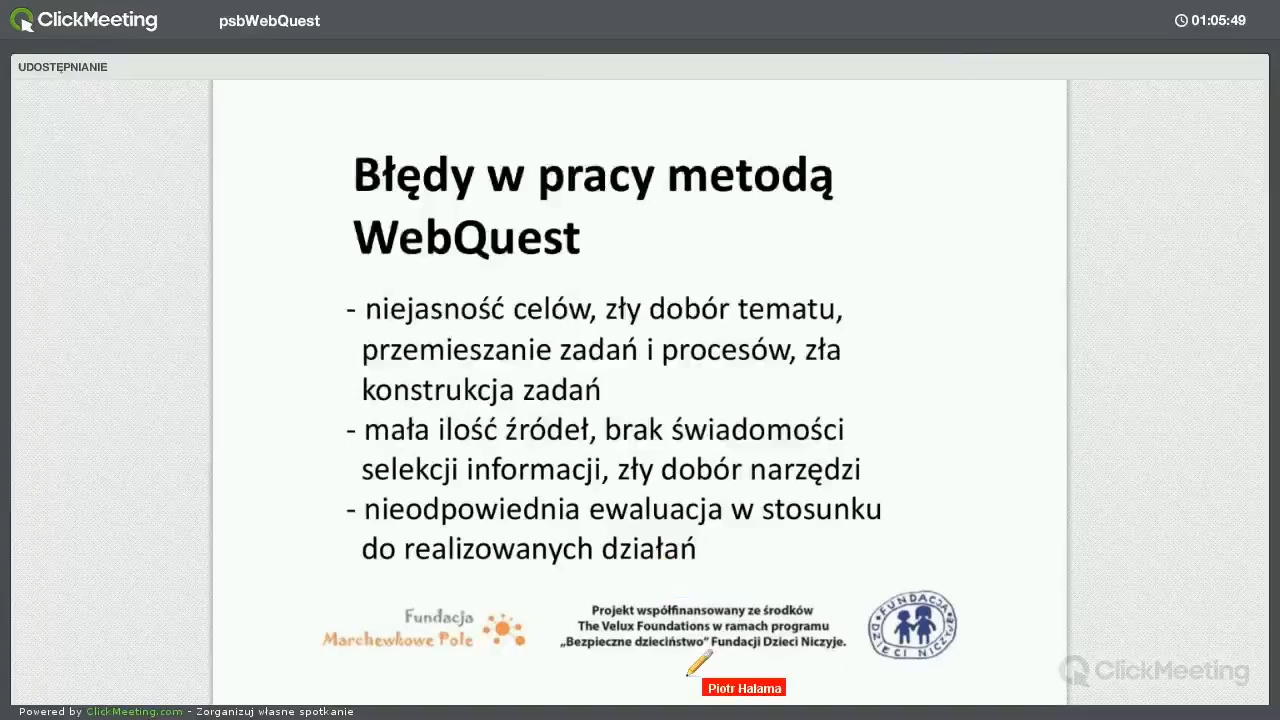 ClickMeeting
psbWebQuest
01:05:49
UDOSTĘPNIANIE
Błędy w pracy metodą
WebQuest
- niejasność celów, zły dobór tematu,
przemieszanie zadań i procesów, zła
konstrukcja zadań
- mała ilość źródeł, brak świadomości
selekcji informacji, zły dobór narzędzi
- nieodpowiednia ewaluacja w stosunku
do realizowanych działań
Fundacja
Marchewkowe Pole
Projekt współfinansowany ze środków
The Velux Foundations w ramach programu
„Bezpieczne dzieciństwo” Fundacji Dzieci Niczyje.
FUNDACJA
DZIECI NICZYJE
Piotr Halama
ClickMeeting
Powered by ClickMeeting.com - Zorganizuj własne spotkanie